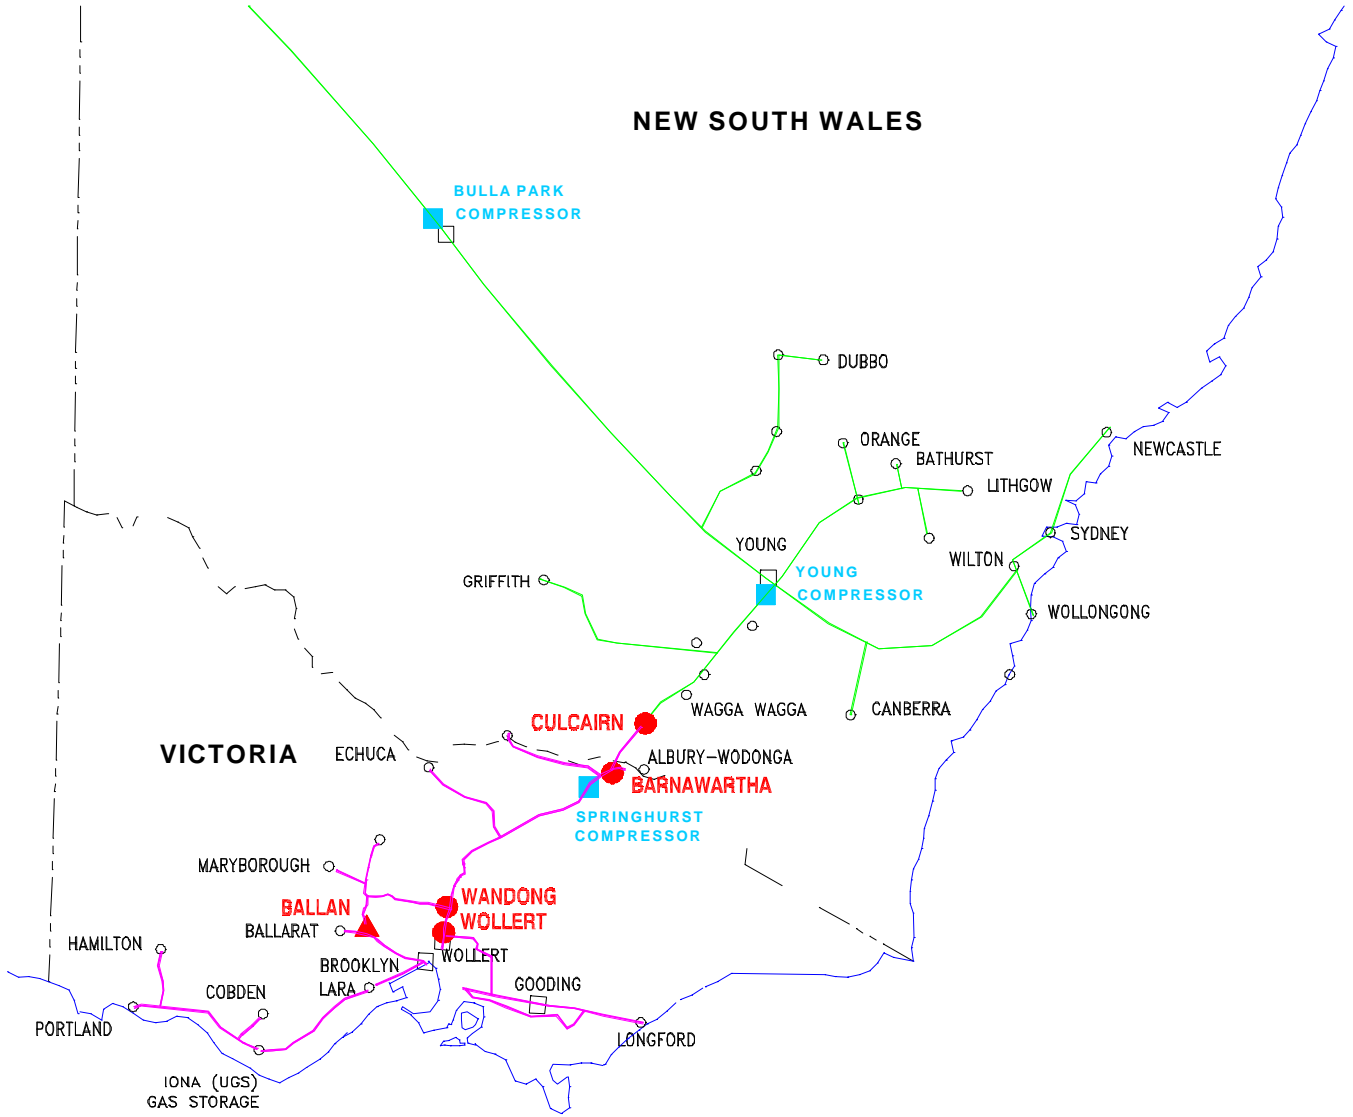 NEW SOUTH WALES
BULLA PARK
COMPRESSOR
DUBBO
ORANGE
NEWCASTLE
BATHURST
LITHGOW
SYDNEY
YOUNG
WILTON
YOUNG
COMPRESSOR
GRIFFITH
WOLLONGONG
WAGGA WAGGA
CANBERRA
CULCAIRN
VICTORIA
ECHUCA
ALBURY-WODONGA
BARNAWARTHA
SPRINGHURST
COMPRESSOR
MARYBOROUGH
WANDONG
BALLAN
WOLLERT
BALLARAT
HAMILTON
WOLLERT
BROOKLYN
LARA
GOODING
COBDEN
PORTLAND
LONGFORD
IONA (UGS)
GAS STORAGE